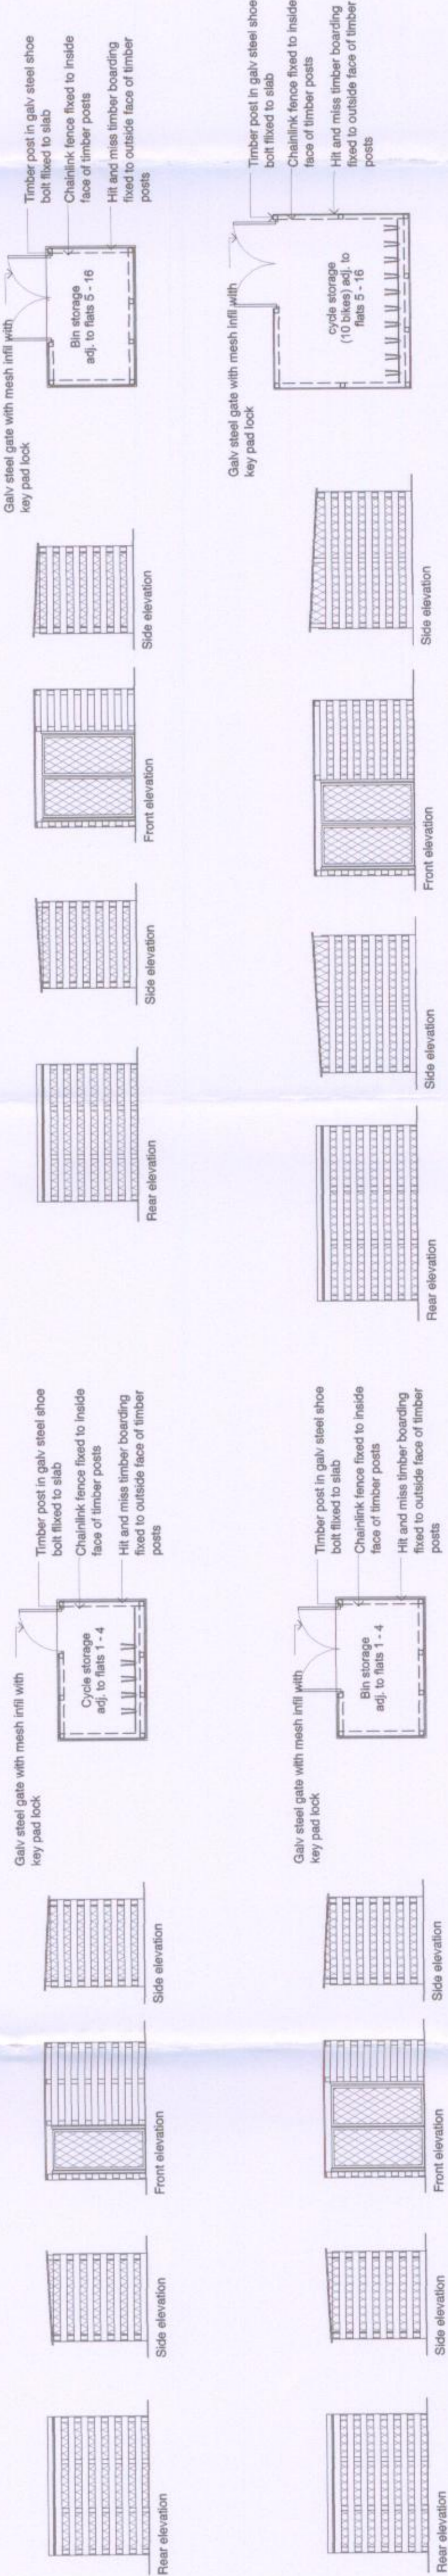 Rear elevation
Side elevation
Front elevation
Side elevation
Galv steel gate with mesh infil with
key pad lock
Cycle storage
adj. to flats 1 - 4
Timber post in galv steel shoe
bolt flixed to slab
Chainlink fence fixed to inside
face of timber posts
Hit and miss timber boarding
fixed to outside face of timber
posts
Rear elevation
Side elevation
Front elevation
Side elevation
Galv steel gate with mesh infil with
key pad lock
Bin storage
adj. to flats 5 - 16
Timber post in galv steel shoe
bolt flixed to slab
Chainlink fence fixed to inside
face of timber posts
Hit and miss timber boarding
fixed to outside face of timber
posts
Rear elevation
Side elevation
Front elevation
Side elevation
Galv steel gate with mesh infil with
key pad lock
Bin storage
adj. to flats 1 - 4
Timber post in galv steel shoe
bolt flixed to slab
Chainlink fence fixed to inside
face of timber posts
Hit and miss timber boarding
fixed to outside face of timber
posts
Rear elevation
Side elevation
Front elevation
Side elevation
Galv steel gate with mesh infil with
key pad lock
cycle storage
(10 bikes) adj. to
flats 5 - 16
Timber post in galv steel shoe
bolt flixed to slab
Chainlink fence fixed to inside
face of timber posts
Hit and miss timber boarding
fixed to outside face of timber
posts